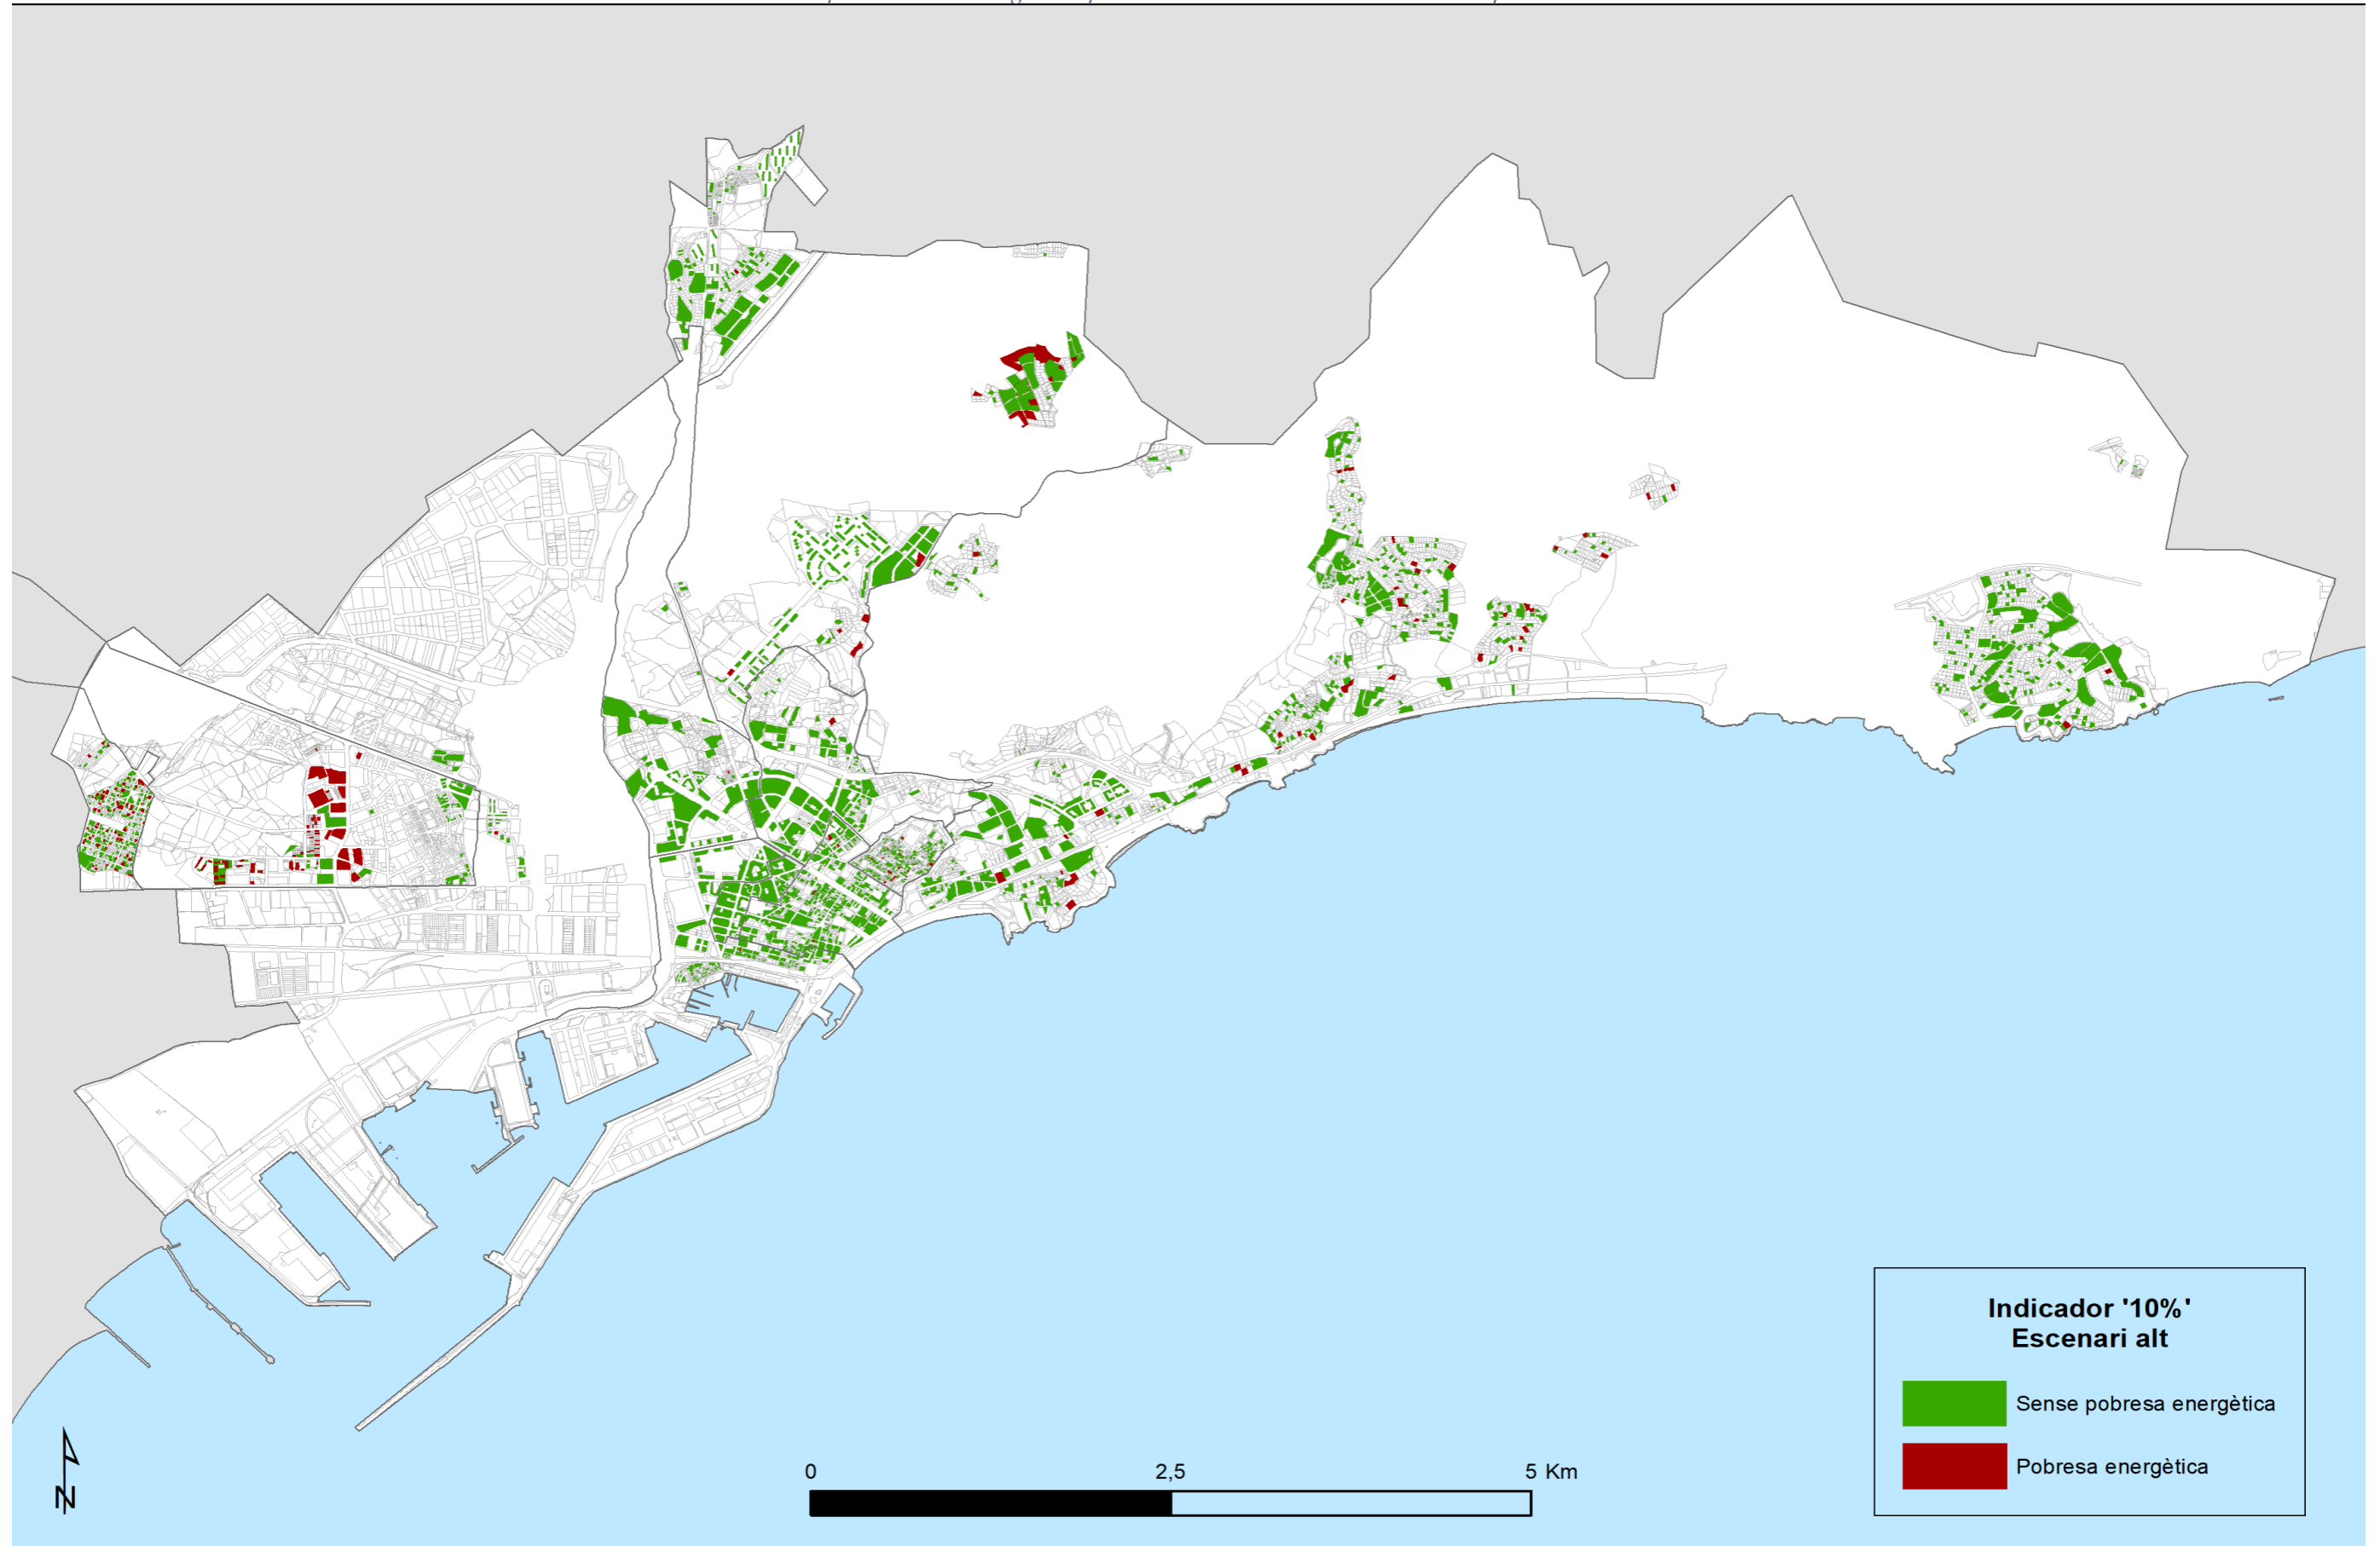 Indicador '10%'
Escenari alt
Sense pobresa energètica
Pobresa energètica
0 2,5 5 Km
N